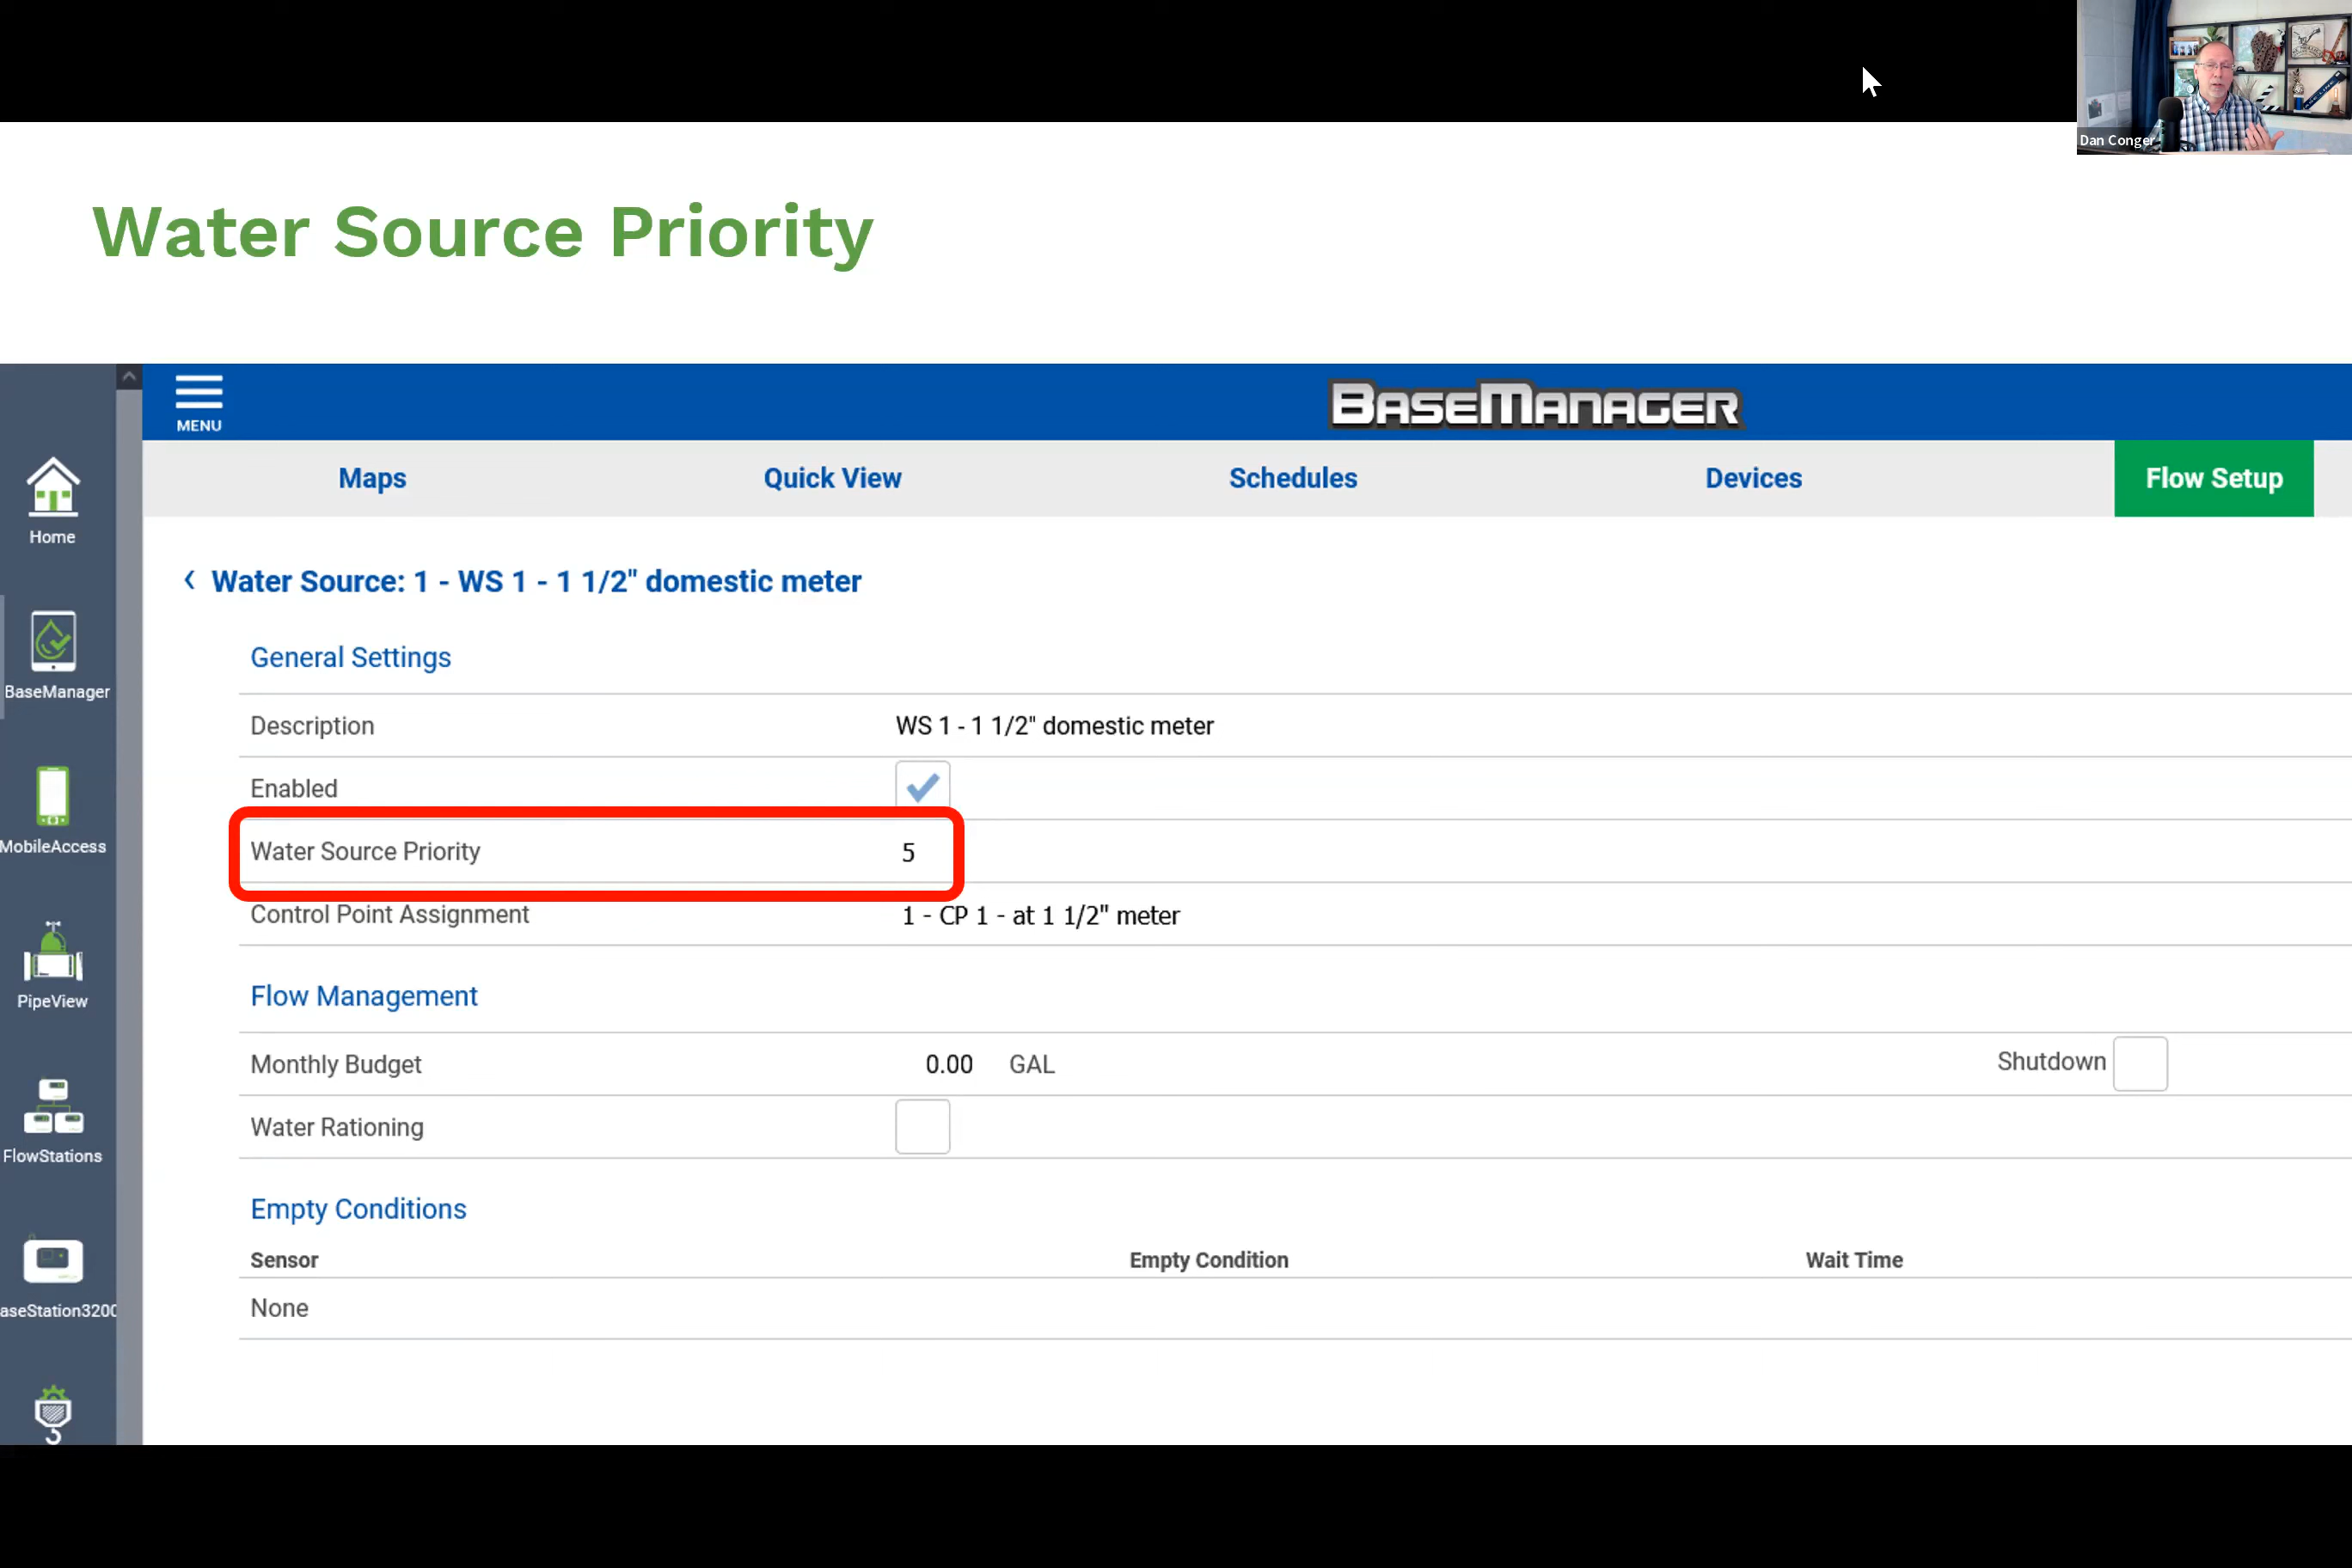 Dan Conger
Water Source Priority
MENU
BASEMANAGER
Maps
Quick View
Schedules
Devices
Flow Setup
Home
BaseManager
MobileAccess
PipeView
FlowStations
aseStation320
Water Source: 1 - WS 1 - 1 1/2" domestic meter
General Settings
Description WS 1 - 1 1/2" domestic meter
Enabled
Water Source Priority 5
Control Point Assignment 1 - CP 1 - at 1 1/2" meter
Flow Management
Monthly Budget 0.00 GAL Shutdown
Water Rationing
Empty Conditions
Sensor Empty Condition Wait Time
None